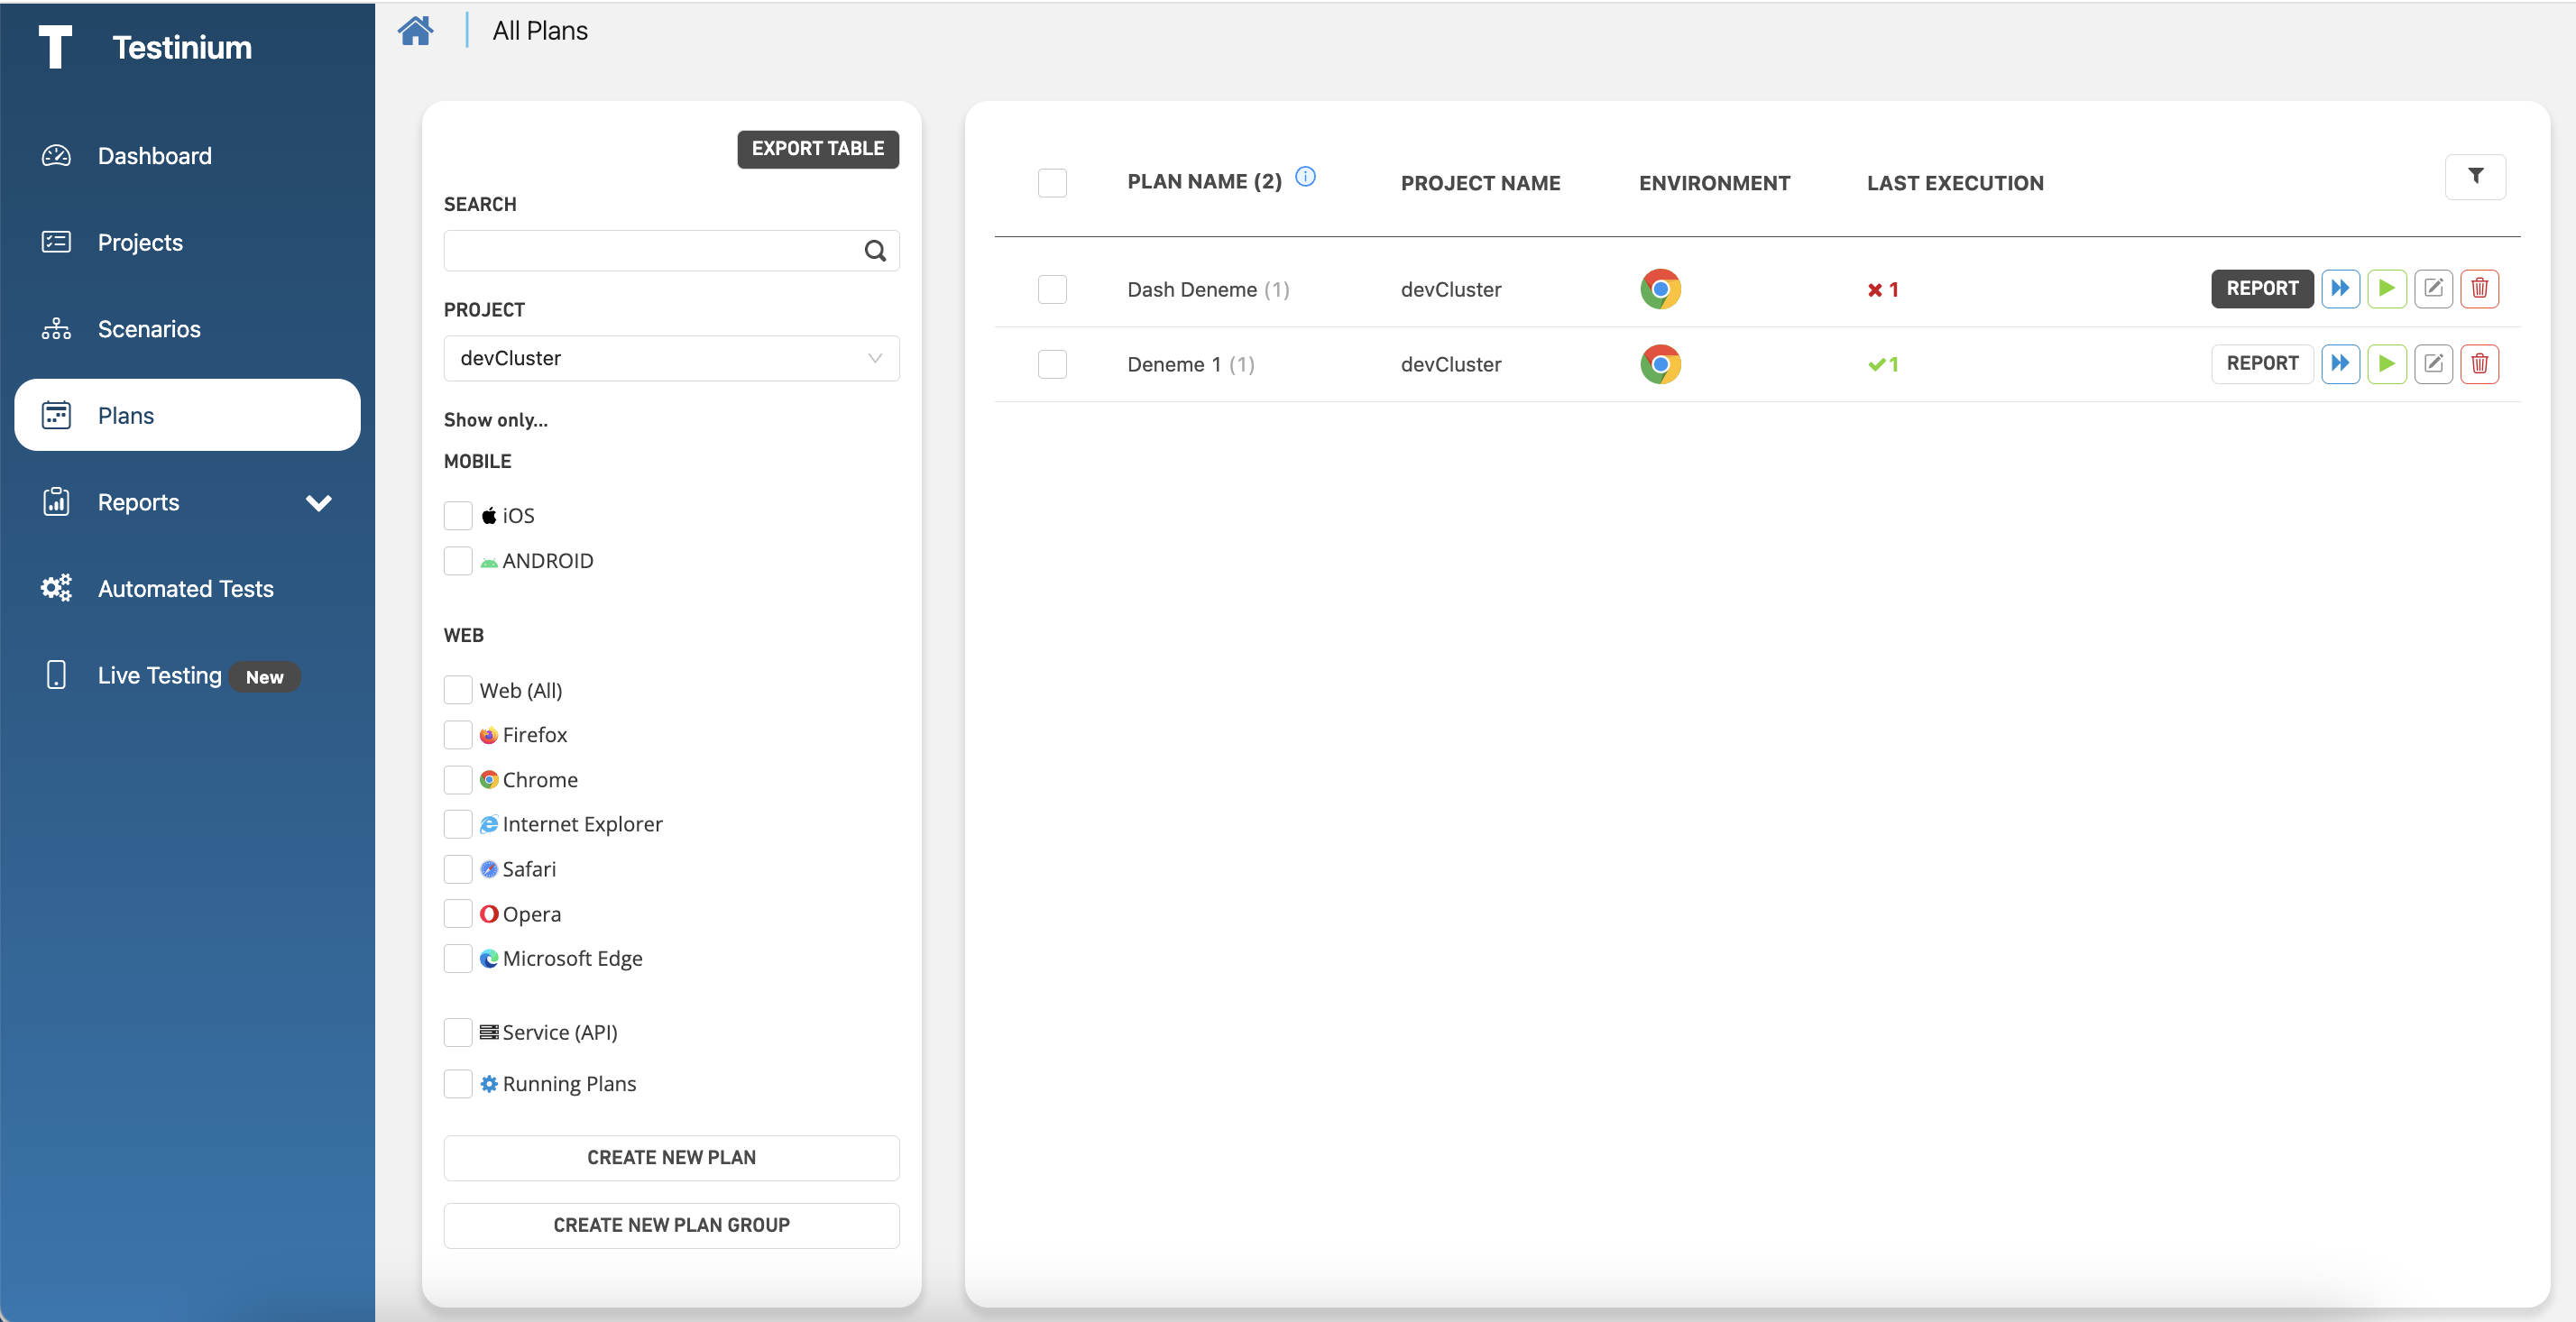 Testinium
Dashboard
Projects
Scenarios
Plans
Reports
Automated Tests
Live Testing New
All Plans
EXPORT TABLE
SEARCH
PROJECT
devCluster
Show only...
MOBILE
iOS
ANDROID
WEB
Web (All)
Firefox
Chrome
Internet Explorer
Safari
Opera
Microsoft Edge
Service (API)
Running Plans
CREATE NEW PLAN
CREATE NEW PLAN GROUP
PLAN NAME (2) PROJECT NAME ENVIRONMENT LAST EXECUTION
Dash Deneme (1) devCluster 1 REPORT
Deneme 1 (1) devCluster 1 REPORT